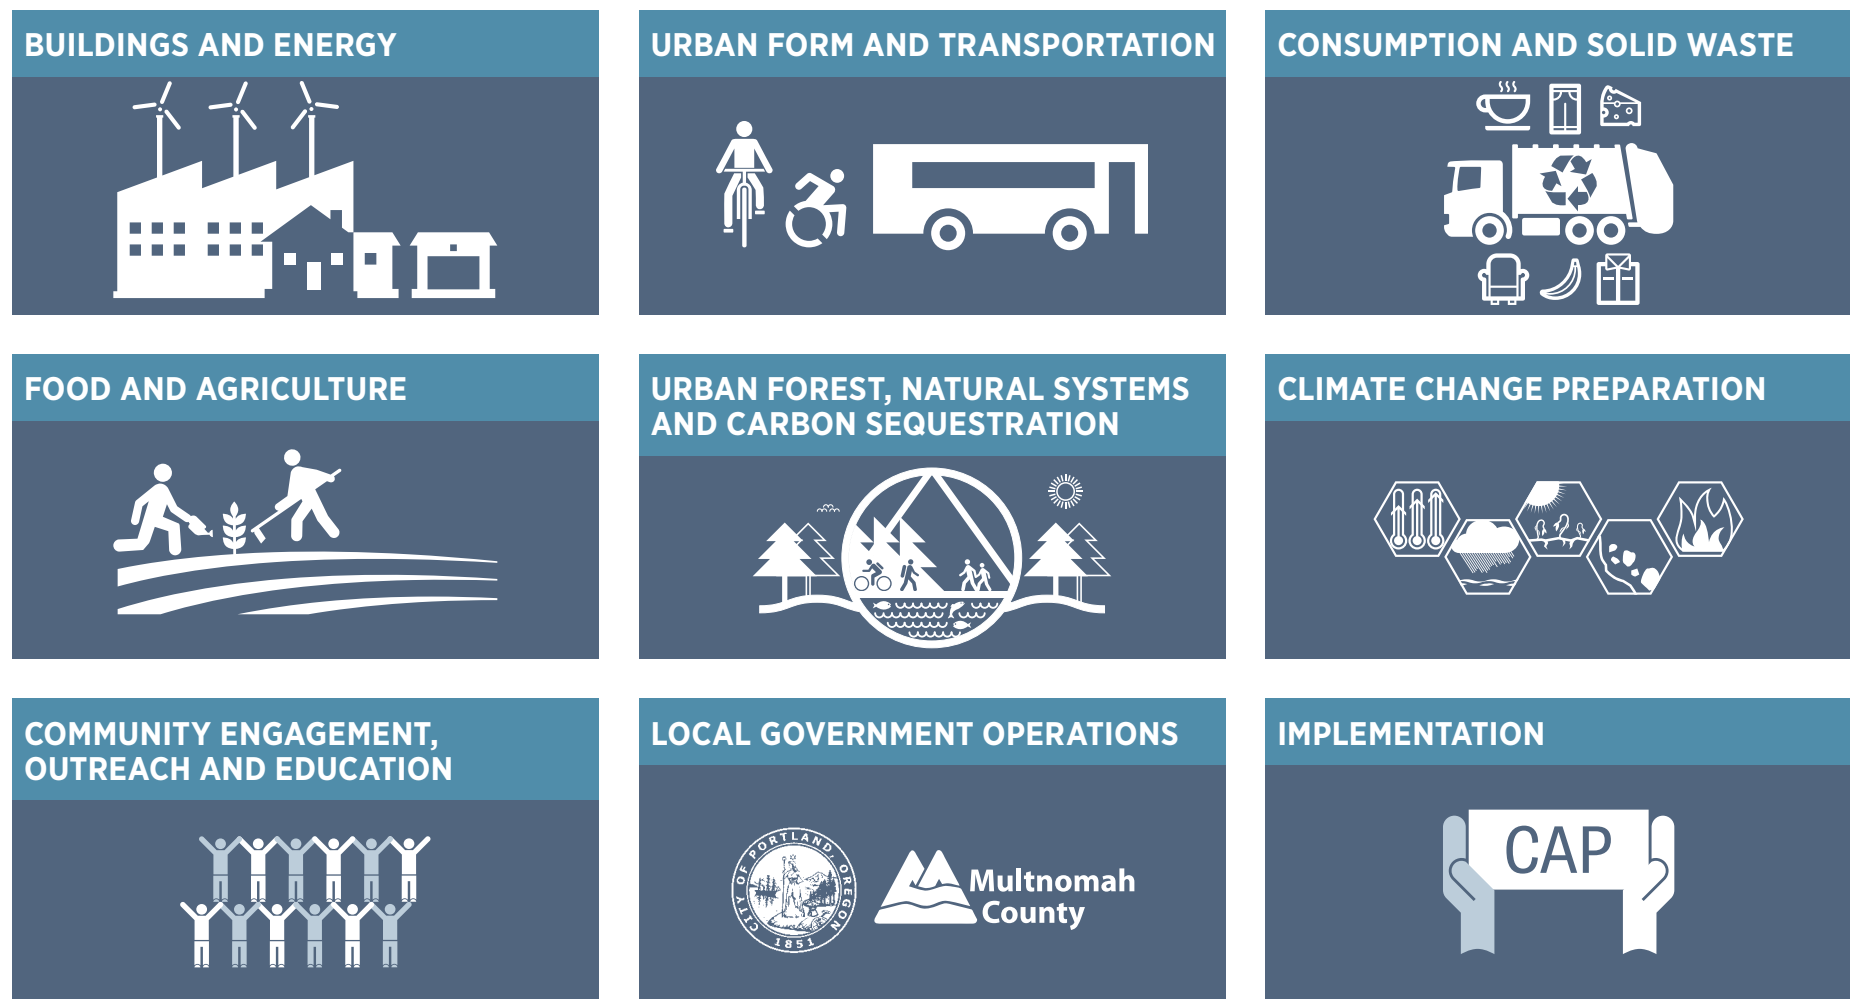 BUILDINGS AND ENERGY
URBAN FORM AND TRANSPORTATION
CONSUMPTION AND SOLID WASTE
FOOD AND AGRICULTURE
URBAN FOREST, NATURAL SYSTEMS
AND CARBON SEQUESTRATION
CLIMATE CHANGE PREPARATION
COMMUNITY ENGAGEMENT,
OUTREACH AND EDUCATION
LOCAL GOVERNMENT OPERATIONS
CITY OF PORTLAND, OREGON
1851
Multnomah
County
IMPLEMENTATION
CAP